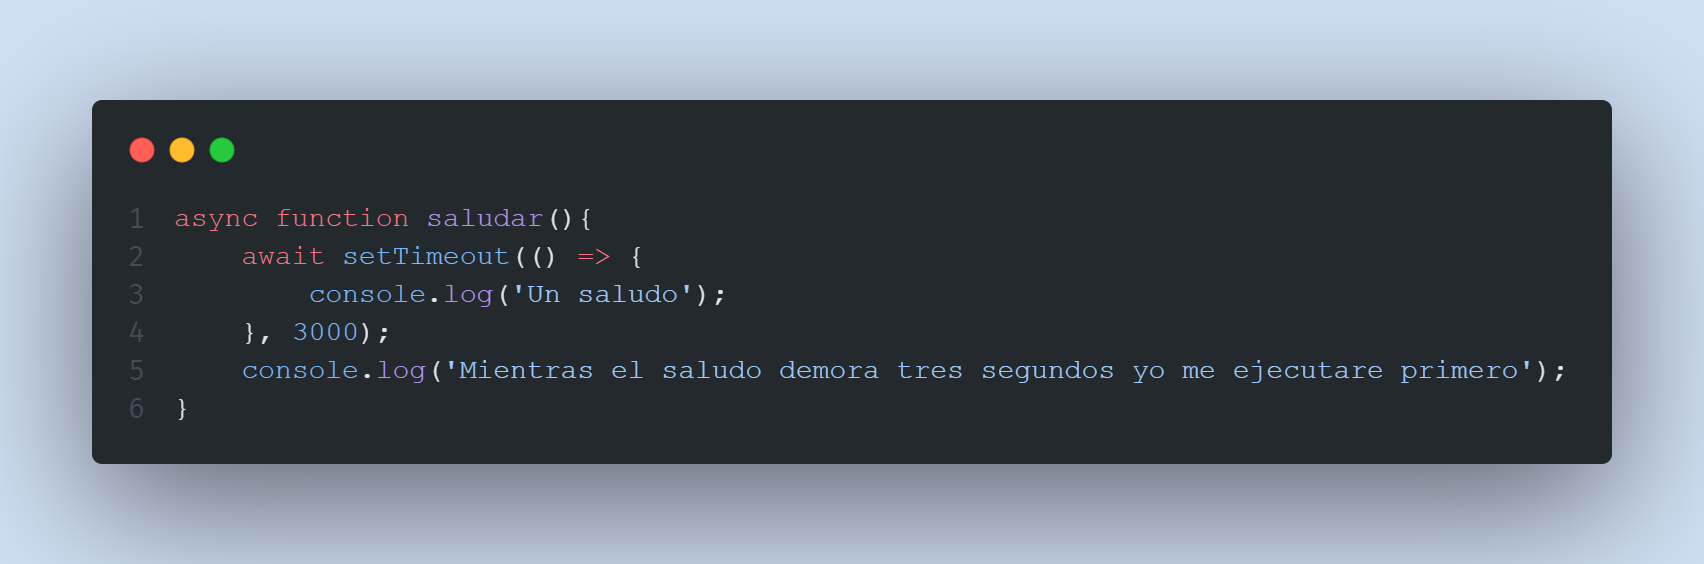 1 async function saludar(){
2     await setTimeout(() => {
3         console.log('Un saludo');
4     }, 3000);
5     console.log('Mientras el saludo demora tres segundos yo me ejecutare primero');
6 }